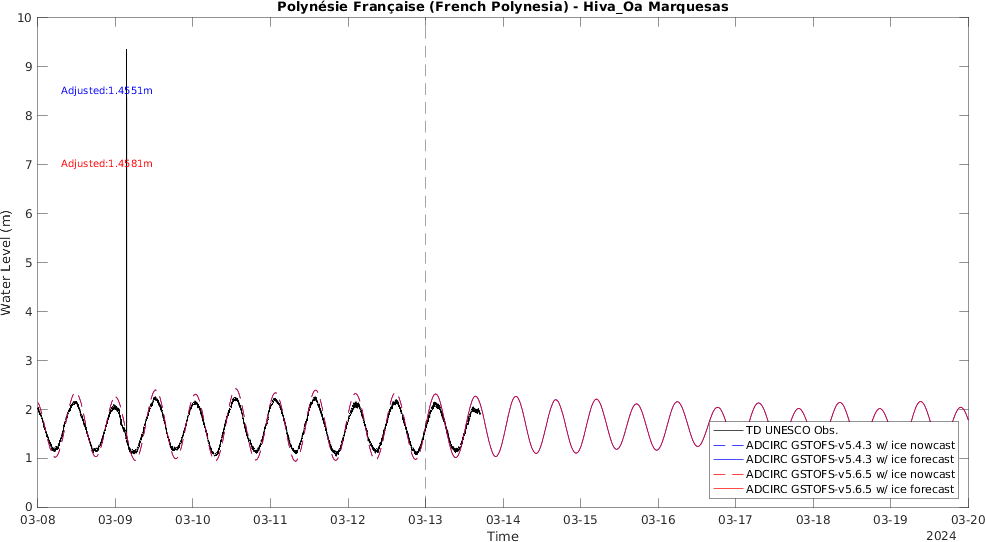 Polynésie Française (French Polynesia) - Hiva_Oa Marquesas
10
9
8
7
6
5
4
3
2
1
0
Water Level (m)
Adjusted:1.4551m
Adjusted:1.4581m
TD UNESCO Obs.
ADCIRC GSTOFS-v5.4.3 w/ ice nowcast
ADCIRC GSTOFS-v5.4.3 w/ ice forecast
ADCIRC GSTOFS-v5.6.5 w/ ice nowcast
ADCIRC GSTOFS-v5.6.5 w/ ice forecast
03-08 03-09 03-10 03-11 03-12 03-13 03-14 03-15 03-16 03-17 03-18 03-19 03-20
Time
2024